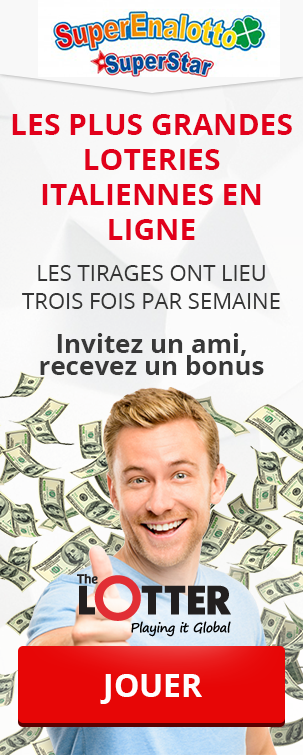 SuperEnalotto
SuperStar
LES PLUS GRANDES
LOTERIES
ITALIENNES EN
LIGNE
LES TIRAGES ONT LIEU
TROIS FOIS PAR SEMAINE
Invitez un ami,
recevez un bonus
The
LOTTER
Playing it Global
JOUER